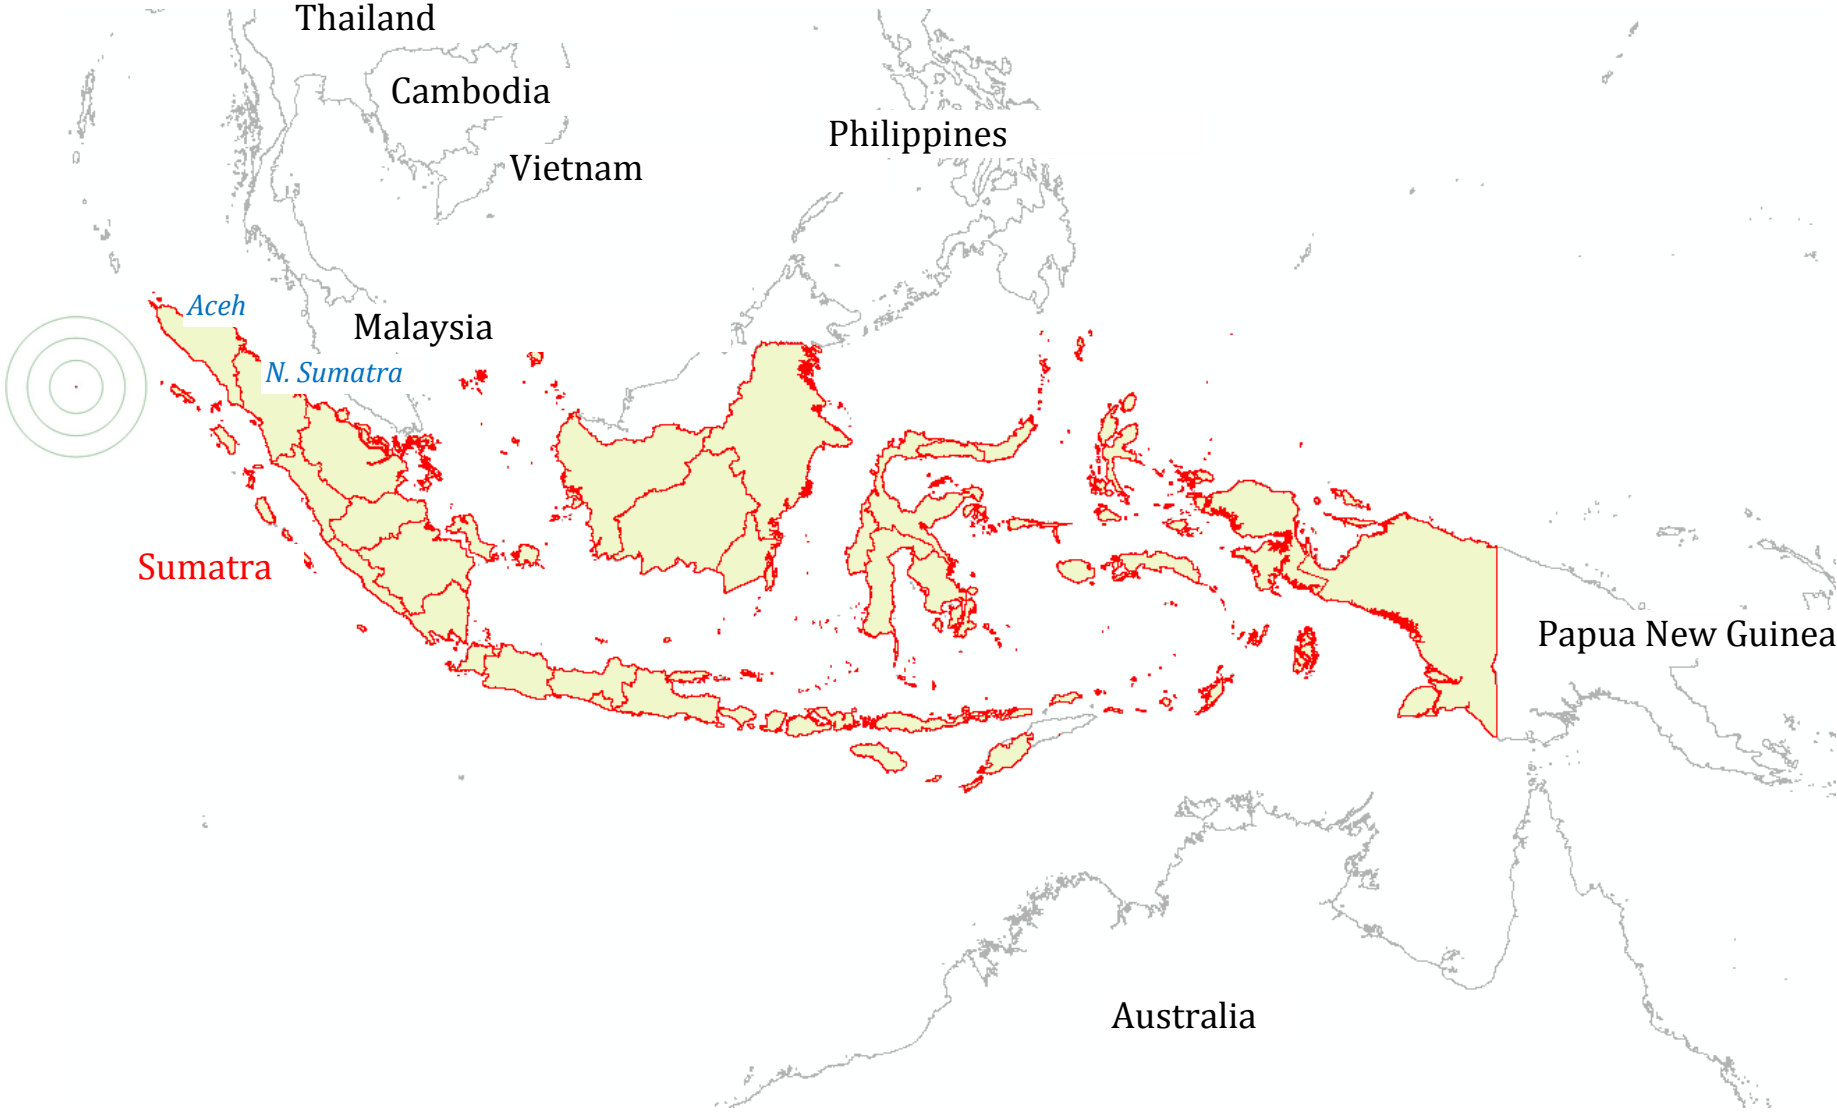 Thailand
Cambodia
Philippines
Vietnam
Aceh
Malaysia
N. Sumatra
Sumatra
Papua New Guinea
Australia